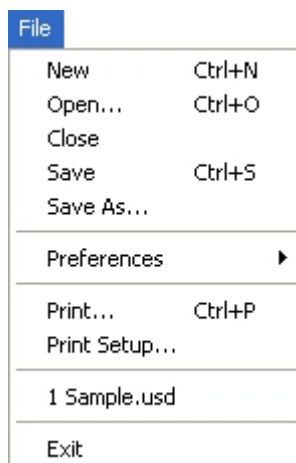 File
New Ctrl+N
Open... Ctrl+O
Close
Save Ctrl+S
Save As...
Preferences
Print... Ctrl+P
Print Setup...
1 Sample.usd
Exit